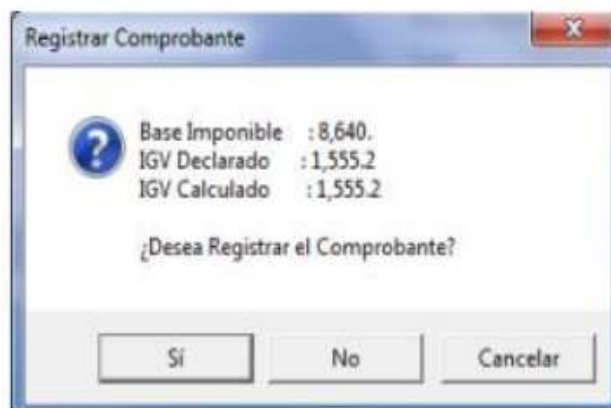 Registrar Comprobante
Base Imponible : 8,640.
IGV Declarado : 1,555.2
IGV Calculado : 1,555.2
¿Desea Registrar el Comprobante?
Sí No Cancelar